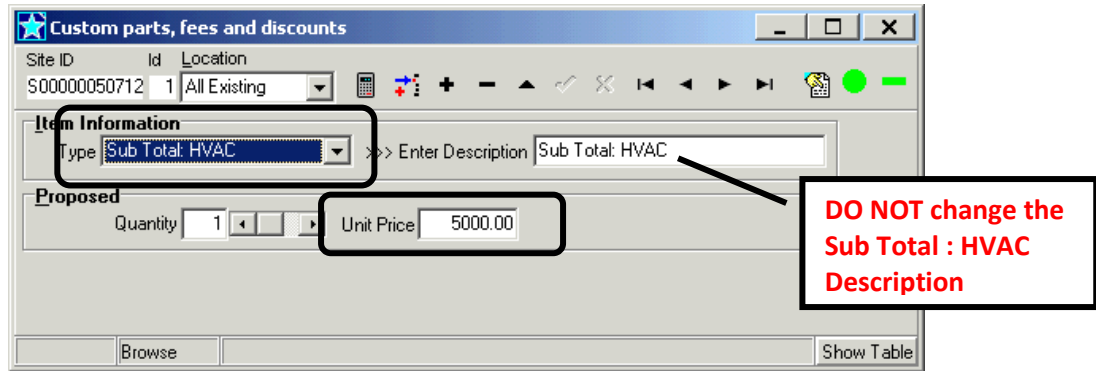 Custom parts, fees and discounts
Site ID Id Location
S00000050712 1 All Existing
Item Information
Type Sub Total: HVAC >>> Enter Description Sub Total: HVAC
Proposed
Quantity 1 Unit Price 5000.00
DO NOT change the
Sub Total : HVAC
Description
Browse Show Table